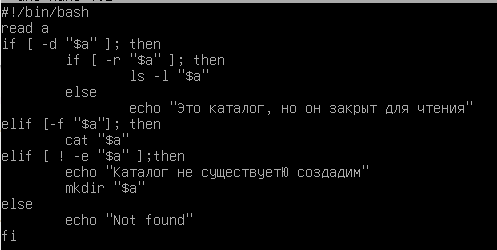 #!/bin/bash
read a
if [ -d "$a" ]; then
if [ -r "$a" ]; then
ls -l "$a"
else
echo "Это каталог, но он закрыт для чтения"
elif [-f "$a"]; then
cat "$a"
elif [ ! -e "$a" ];then
echo "Каталог не существуетЮ создадим"
mkdir "$a"
else
echo "Not found"
fi